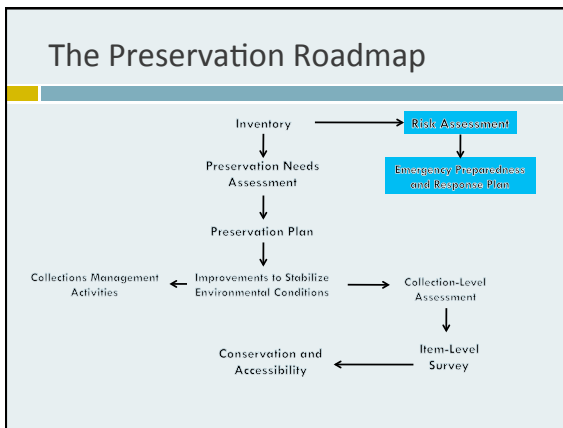 The Preservation Roadmap
Inventory
Risk Assessment
Preservation Needs
Assessment
Emergency Preparedness
and Response Plan
Preservation Plan
Collections Management
Activities
Improvements to Stabilize
Environmental Conditions
Collection-Level
Assessment
Conservation and
Accessibility
Item-Level
Survey